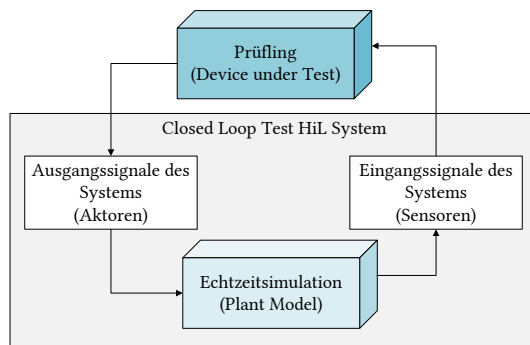 Prüfling
(Device under Test)
Closed Loop Test HiL System
Ausgangssignale des
Systems
(Aktoren)
Eingangssignale des
Systems
(Sensoren)
Echtzeitsimulation
(Plant Model)